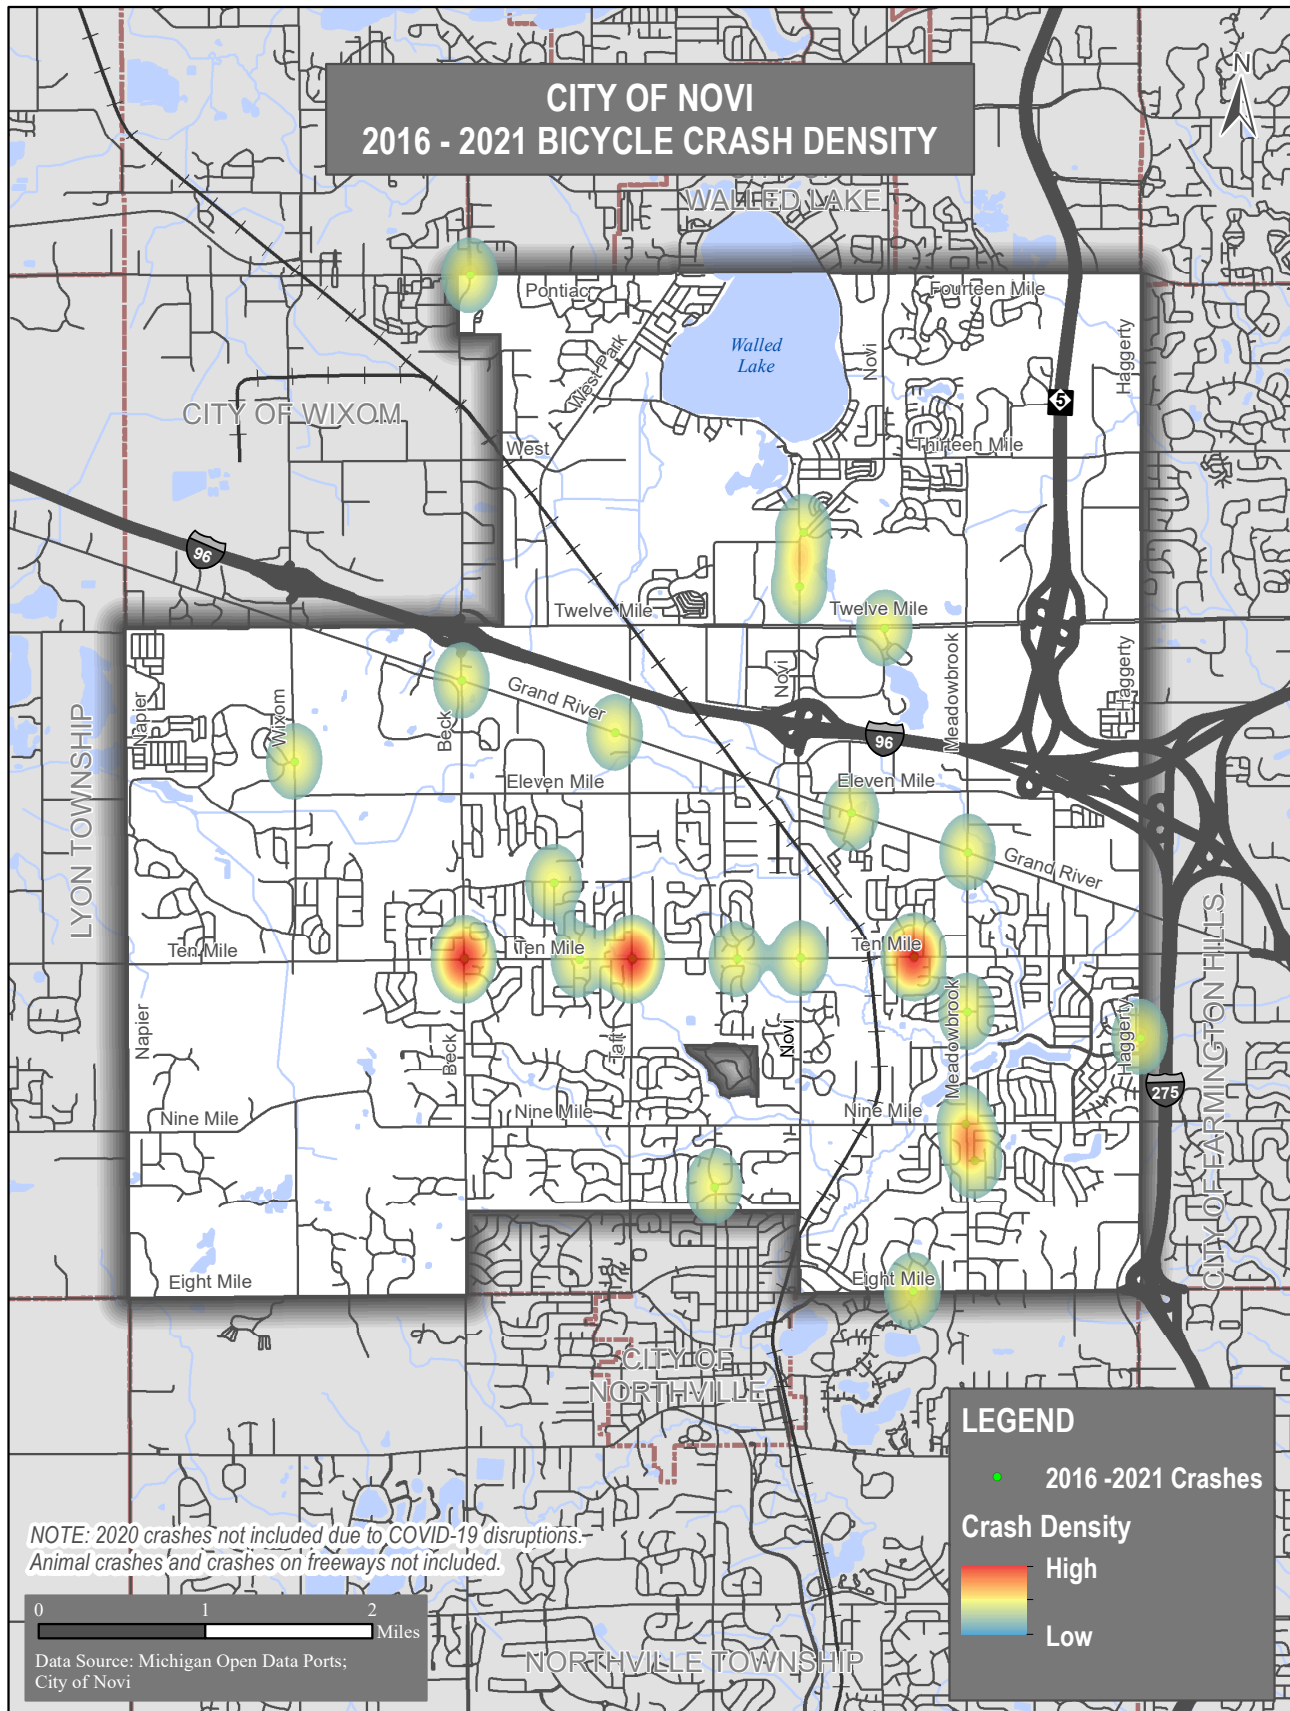 CITY OF NOVI
2016 - 2021 BICYCLE CRASH DENSITY
N
WALLED LAKE
Pontiac
Fourteen Mile
Walled
Lake
West Park
Novi
Haggerty
5
CITY OF WIXOM
West
Thirteen Mile
96
Twelve Mile
Twelve Mile
Napier
Wixom
Beck
Grand River
Novi
Meadowbrook
Haggerty
96
LYON TOWNSHIP
Eleven Mile
Eleven Mile
Grand River
Ten Mile
Ten Mile
Ten Mile
Napier
Beck
Taft
Novi
Meadowbrook
Haggerty
275
CITY OF FARMINGTON HILLS
Nine Mile
Nine Mile
Nine Mile
Eight Mile
Eight Mile
CITY OF
NORTHVILLE
LEGEND
2016 -2021 Crashes
Crash Density
High
Low
NOTE: 2020 crashes not included due to COVID-19 disruptions.
Animal crashes and crashes on freeways not included.
0 1 2
Miles
Data Source: Michigan Open Data Ports;
City of Novi
NORTHVILLE TOWNSHIP